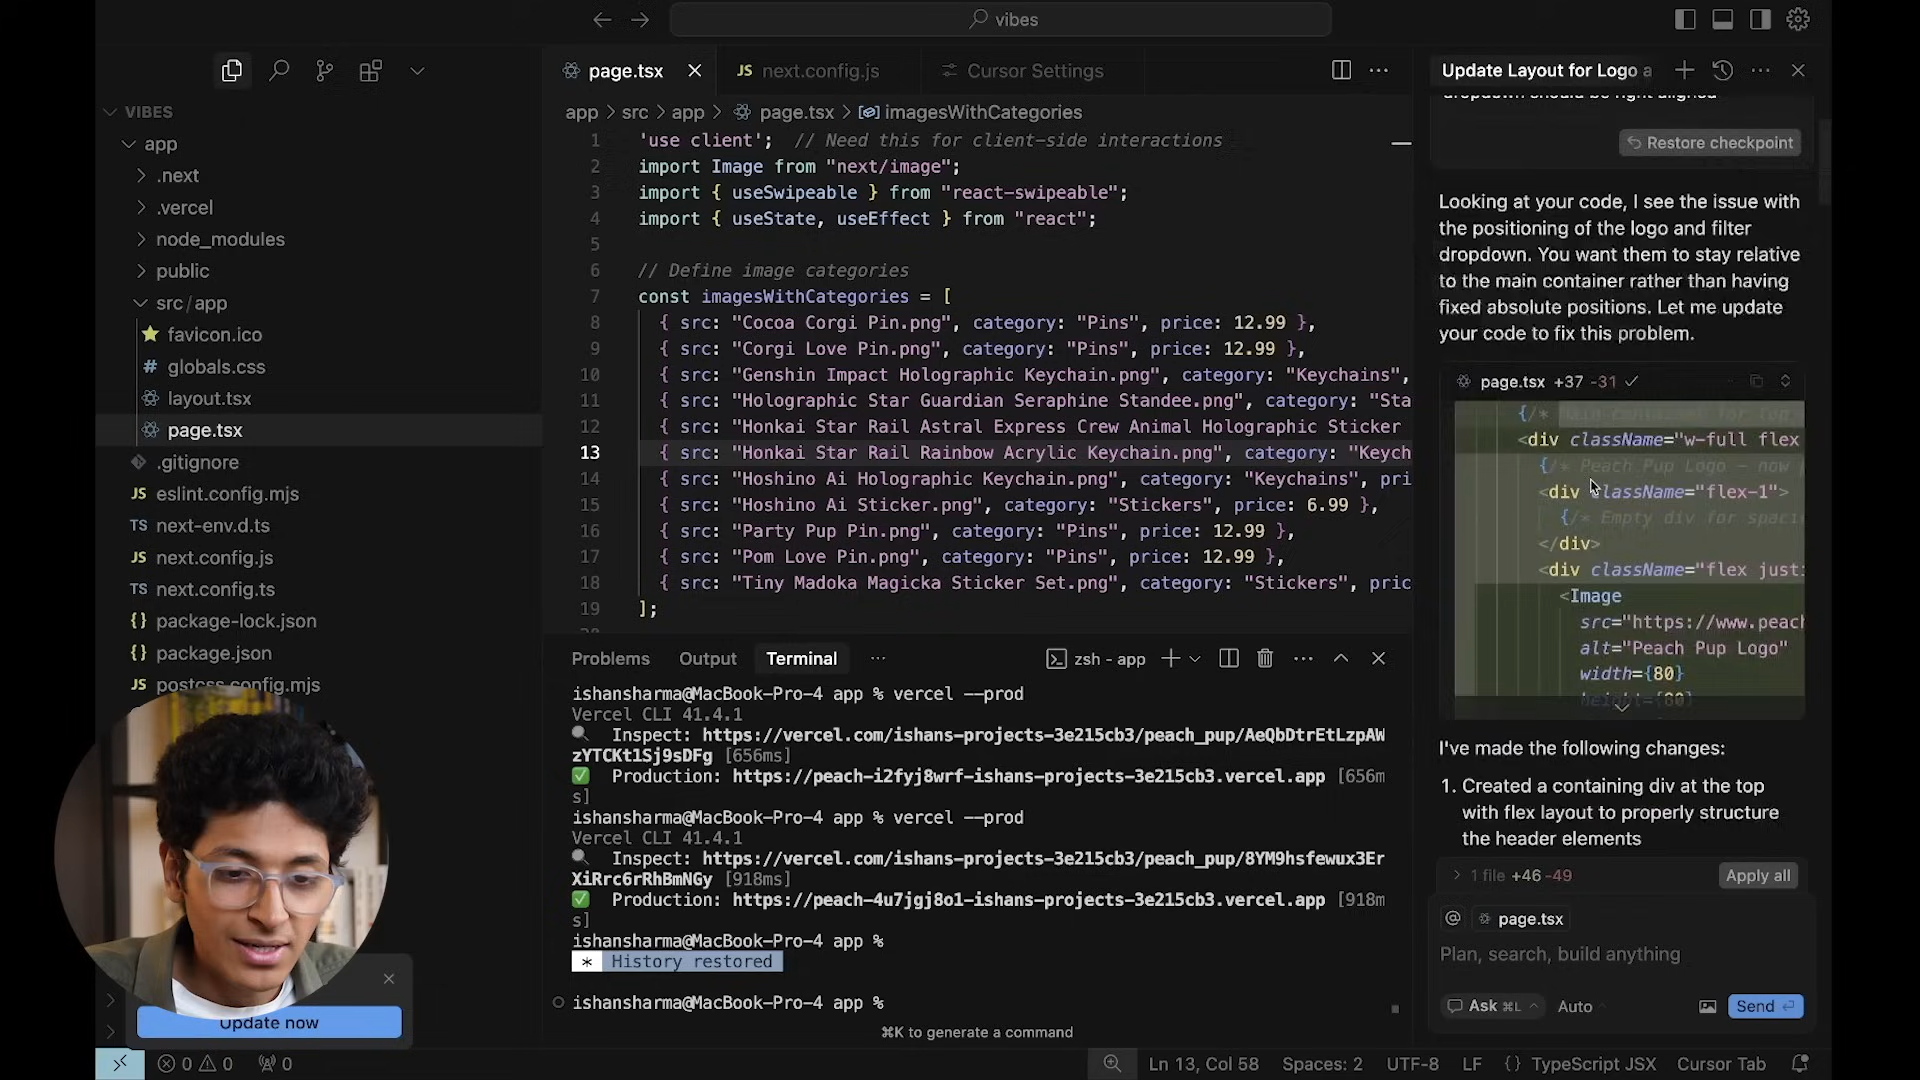 vibes
page.tsx
next.config.js
Cursor Settings
Update Layout for Logo a
VIBES
app
.next
.vercel
node_modules
public
src/app
favicon.ico
globals.css
layout.tsx
page.tsx
.gitignore
eslint.config.mjs
next-env.d.ts
next.config.js
next.config.ts
package-lock.json
package.json
postcss.config.mjs
Update now
app > src > app > page.tsx > imagesWithCategories
1 'use client'; // Need this for client-side interactions
2 import Image from "next/image";
3 import { useSwipeable } from "react-swipeable";
4 import { useState, useEffect } from "react";
5
6 // Define image categories
7 const imagesWithCategories = [
8 { src: "Cocoa Corgi Pin.png", category: "Pins", price: 12.99 },
9 { src: "Corgi Love Pin.png", category: "Pins", price: 12.99 },
10 { src: "Genshin Impact Holographic Keychain.png", category: "Keychains",
11 { src: "Holographic Star Guardian Seraphine Standee.png", category: "Sta
12 { src: "Honkai Star Rail Astral Express Crew Animal Holographic Sticker
13 { src: "Honkai Star Rail Rainbow Acrylic Keychain.png", category: "Keych
14 { src: "Hoshino Ai Holographic Keychain.png", category: "Keychains", pri
15 { src: "Hoshino Ai Sticker.png", category: "Stickers", price: 6.99 },
16 { src: "Party Pup Pin.png", category: "Pins", price: 12.99 },
17 { src: "Pom Love Pin.png", category: "Pins", price: 12.99 },
18 { src: "Tiny Madoka Magicka Sticker Set.png", category: "Stickers", pric
19 ];
Problems Output Terminal
zsh - app
ishansharma@MacBook-Pro-4 app % vercel --prod
Vercel CLI 41.4.1
Inspect: https://vercel.com/ishans-projects-3e215cb3/peach_pup/AeQbDtrEtLzpAW
zYTCKt1Sj9sDFg [656ms]
Production: https://peach-i2fyj8wrf-ishans-projects-3e215cb3.vercel.app [656m
s]
ishansharma@MacBook-Pro-4 app % vercel --prod
Vercel CLI 41.4.1
Inspect: https://vercel.com/ishans-projects-3e215cb3/peach_pup/8YM9hsfewux3Er
XiRrc6rRhBmNGy [918ms]
Production: https://peach-4u7jgj8o1-ishans-projects-3e215cb3.vercel.app [918m
s]
ishansharma@MacBook-Pro-4 app %
* History restored
ishansharma@MacBook-Pro-4 app %
⌘K to generate a command
dropdown should be right aligned
Restore checkpoint
Looking at your code, I see the issue with
the positioning of the logo and filter
dropdown. You want them to stay relative
to the main container rather than having
fixed absolute positions. Let me update
your code to fix this problem.
page.tsx +37 -31
{/* Main container for top
<div className="w-full flex
{/* Peach Pup Logo - now
<div className="flex-1">
{/* Empty div for spaci
</div>
<div className="flex just
<Image
src="https://www.peach
alt="Peach Pup Logo"
width={80}
height={80}
I've made the following changes:
1. Created a containing div at the top
with flex layout to properly structure
the header elements
1 file +46 -49
Apply all
@ page.tsx
Plan, search, build anything
Ask ⌘L
Auto
Send
0 0 0
Ln 13, Col 58
Spaces: 2
UTF-8
LF
{} TypeScript JSX
Cursor Tab